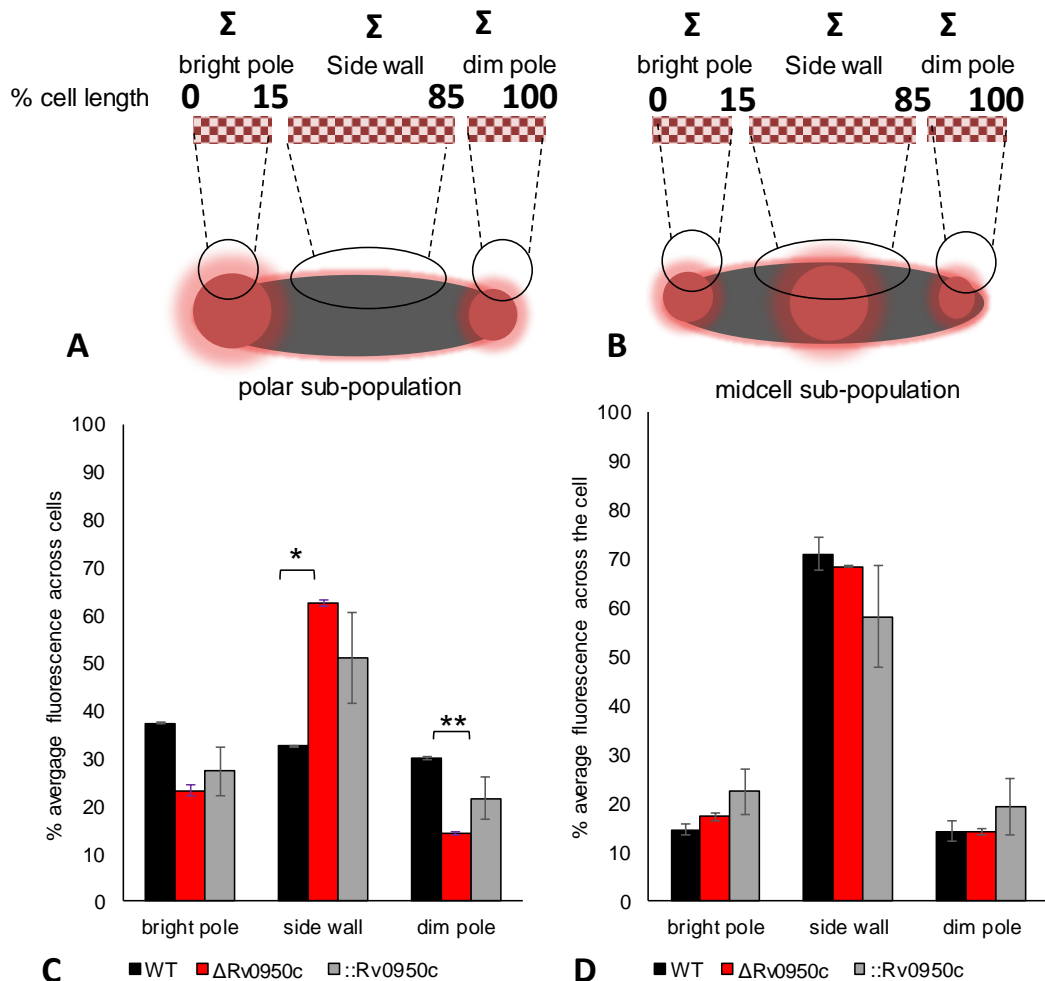 Σ Σ Σ
bright pole Side wall dim pole
% cell length 0 15 85 100
A
polar sub-population
Σ Σ Σ
bright pole Side wall dim pole
0 15 85 100
B
midcell sub-population
% avergage fluorescence across cells
100
90
80
70
60
50
40
30
20
10
0
*
**
bright pole side wall dim pole
C
WT ΔRv0950c ::Rv0950c
% average fluorescence across the cell
100
90
80
70
60
50
40
30
20
10
0
bright pole side wall dim pole
D
WT ΔRv0950c ::Rv0950c